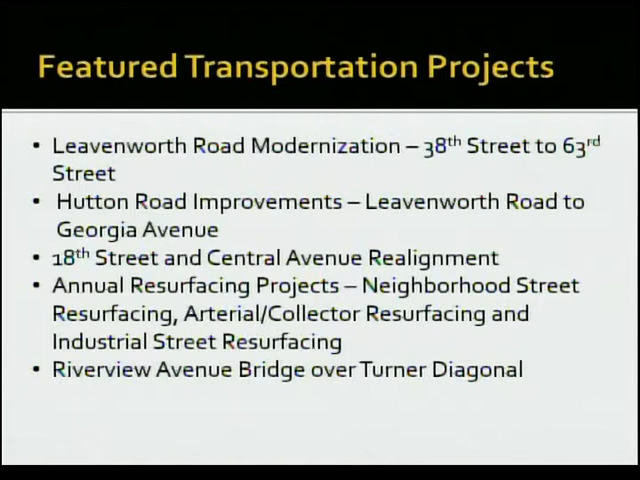 Featured Transportation Projects
• Leavenworth Road Modernization – 38th Street to 63rd
Street
• Hutton Road Improvements – Leavenworth Road to
Georgia Avenue
• 18th Street and Central Avenue Realignment
• Annual Resurfacing Projects – Neighborhood Street
Resurfacing, Arterial/Collector Resurfacing and
Industrial Street Resurfacing
• Riverview Avenue Bridge over Turner Diagonal